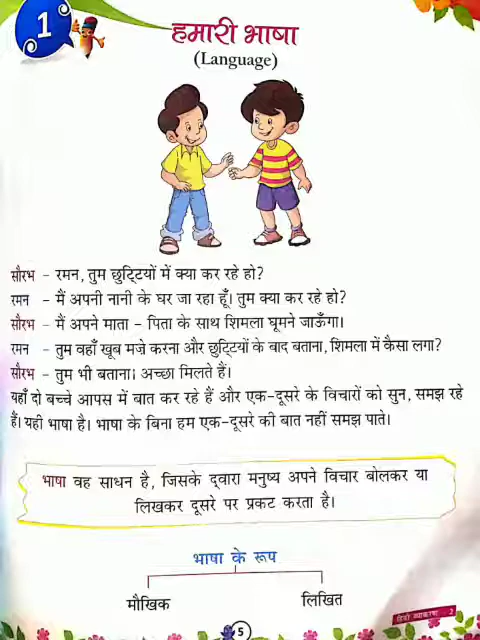 1
हमारी भाषा
(Language)
सौरभ - रमन, तुम छुट्टियों में क्या कर रहे हो?
रमन - मैं अपनी नानी के घर जा रहा हूँ। तुम क्या कर रहे हो?
सौरभ - मैं अपने माता - पिता के साथ शिमला घूमने जाऊँगा।
रमन - तुम वहाँ खूब मजे करना और छुट्टियों के बाद बताना, शिमला में कैसा लगा?
सौरभ - तुम भी बताना। अच्छा मिलते हैं।
यहाँ दो बच्चे आपस में बात कर रहे हैं और एक-दूसरे के विचारों को सुन, समझ रहे
हैं। यही भाषा है। भाषा के बिना हम एक-दूसरे की बात नहीं समझ पाते।
भाषा वह साधन है, जिसके द्वारा मनुष्य अपने विचार बोलकर या
लिखकर दूसरे पर प्रकट करता है।
भाषा के रूप
मौखिक लिखित
हिंदी व्याकरण - 2
5